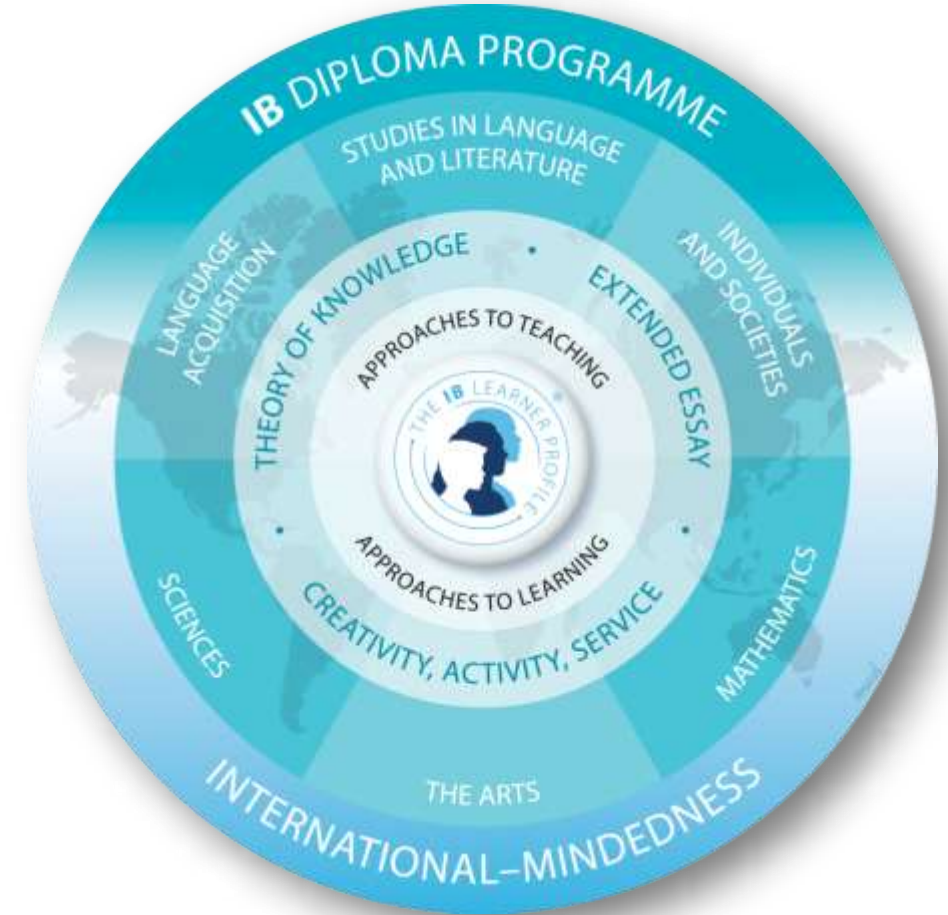 IB DIPLOMA PROGRAMME
STUDIES IN LANGUAGE
AND LITERATURE
LANGUAGE
ACQUISITION
INDIVIDUALS
AND SOCIETIES
THEORY OF KNOWLEDGE
EXTENDED ESSAY
APPROACHES TO TEACHING
THE IB LEARNER PROFILE
®
APPROACHES TO LEARNING
CREATIVITY, ACTIVITY, SERVICE
SCIENCES
MATHEMATICS
THE ARTS
INTERNATIONAL–MINDEDNESS